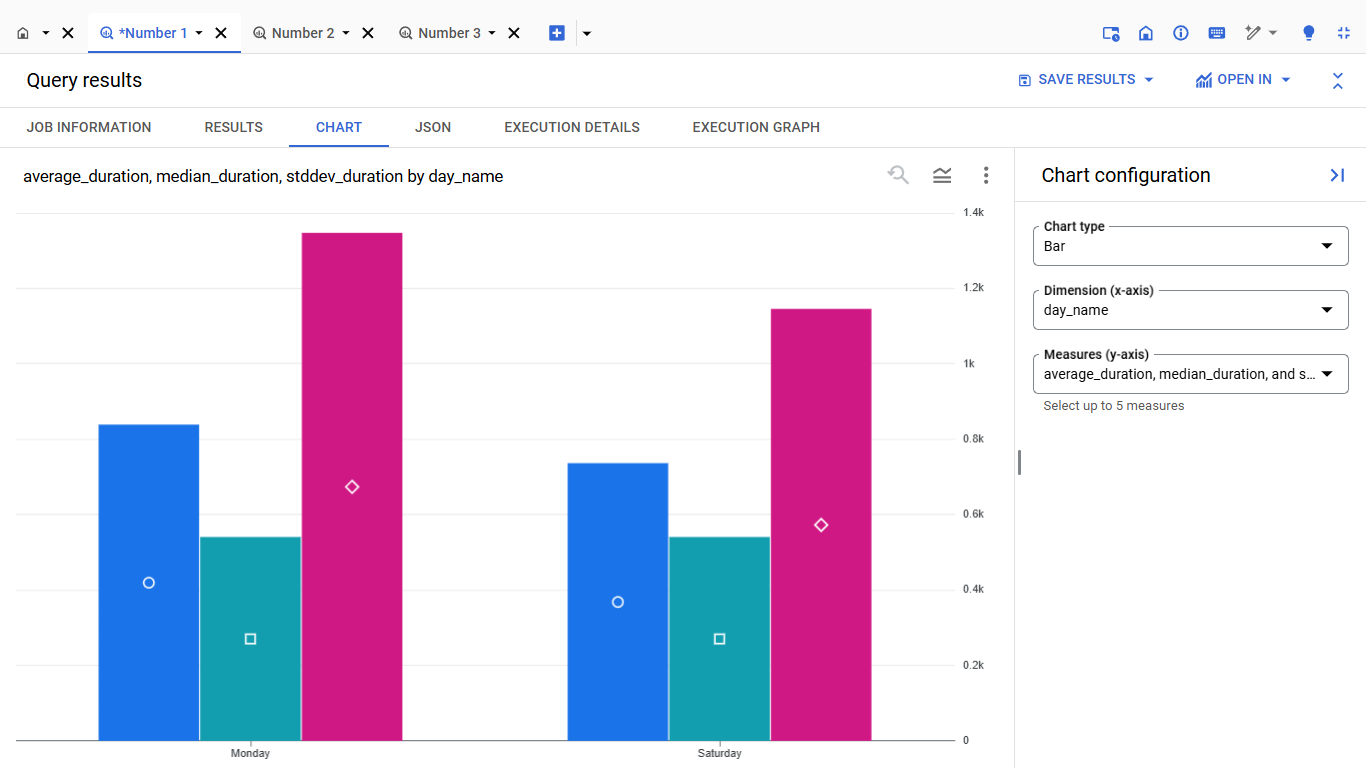 *Number 1
Number 2
Number 3
Query results
SAVE RESULTS
OPEN IN
JOB INFORMATION
RESULTS
CHART
JSON
EXECUTION DETAILS
EXECUTION GRAPH
average_duration, median_duration, stddev_duration by day_name
1.4k
1.2k
1k
0.8k
0.6k
0.4k
0.2k
0
Monday
Saturday
Chart configuration
Chart type
Bar
Dimension (x-axis)
day_name
Measures (y-axis)
average_duration, median_duration, and s...
Select up to 5 measures